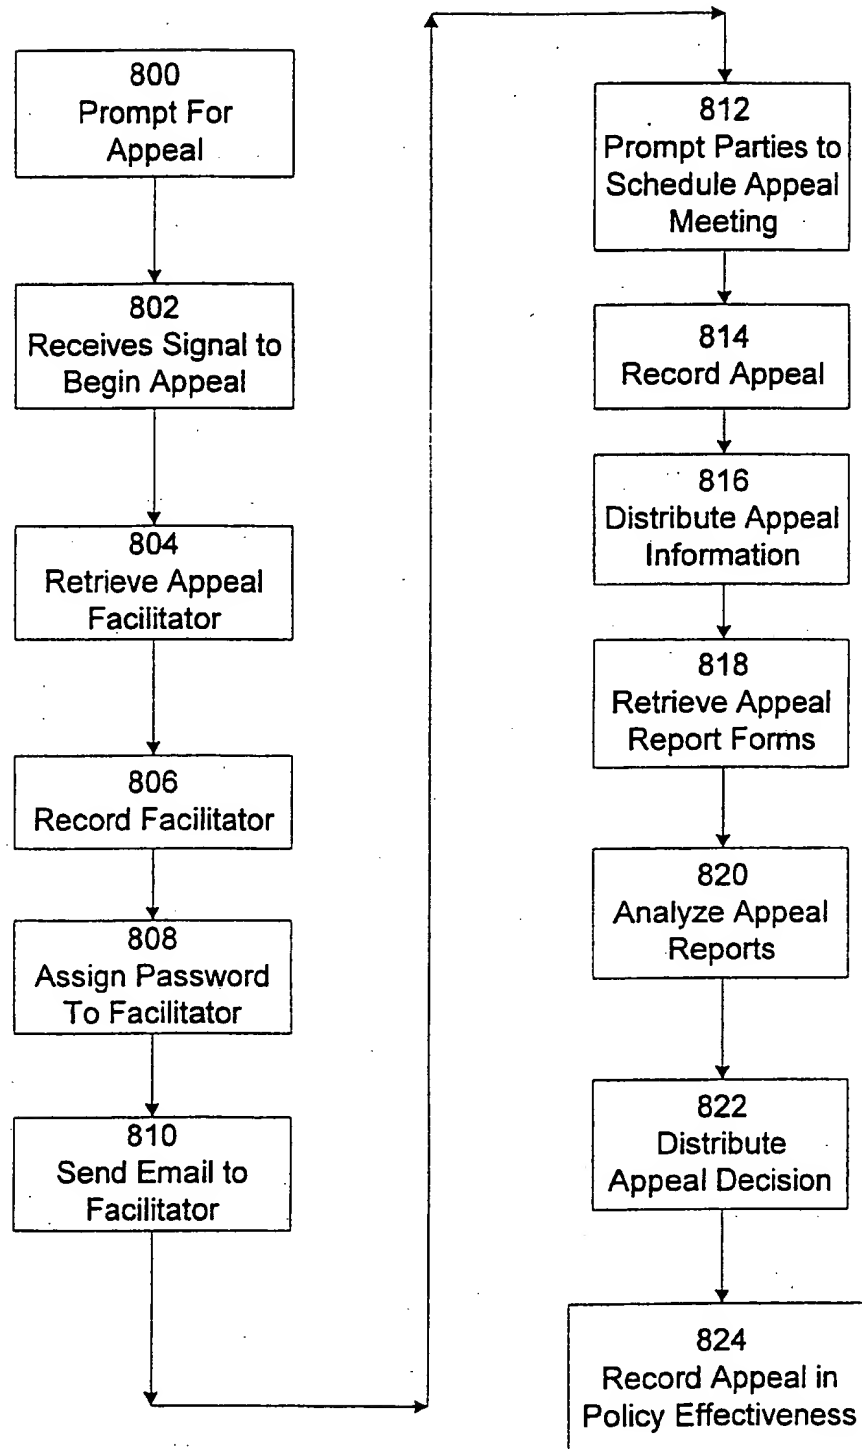 800
Prompt For
Appeal
802
Receives Signal to
Begin Appeal
804
Retrieve Appeal
Facilitator
806
Record Facilitator
808
Assign Password
To Facilitator
810
Send Email to
Facilitator
812
Prompt Parties to
Schedule Appeal
Meeting
814
Record Appeal
816
Distribute Appeal
Information
818
Retrieve Appeal
Report Forms
820
Analyze Appeal
Reports
822
Distribute
Appeal Decision
824
Record Appeal in
Policy Effectiveness